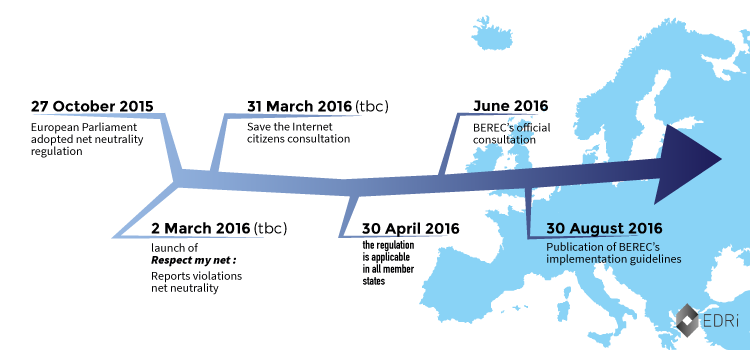 27 October 2015
European Parliament
adopted net neutrality
regulation
31 March 2016 (tbc)
Save the Internet
citizens consultation
June 2016
BEREC's official
consultation
2 March 2016 (tbc)
launch of
Respect my net :
Reports violations
net neutrality
30 April 2016
the regulation
is applicable
in all member
states
30 August 2016
Publication of BEREC's
implementation guidelines
EDRi